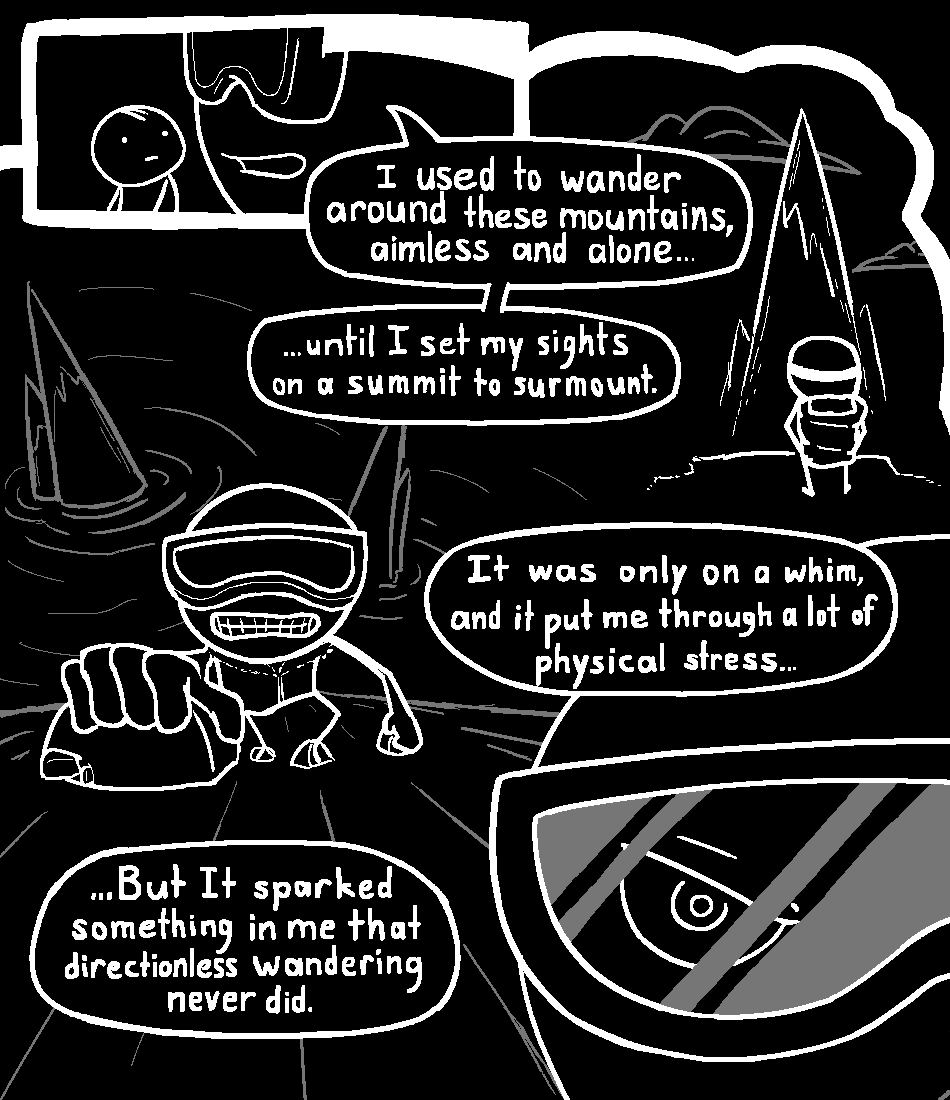 I used to wander
around these mountains,
aimless and alone...
...until I set my sights
on a summit to surmount.
It was only on a whim,
and it put me through a lot of
physical stress...
...But It sparked
something in me that
directionless wandering
never did.